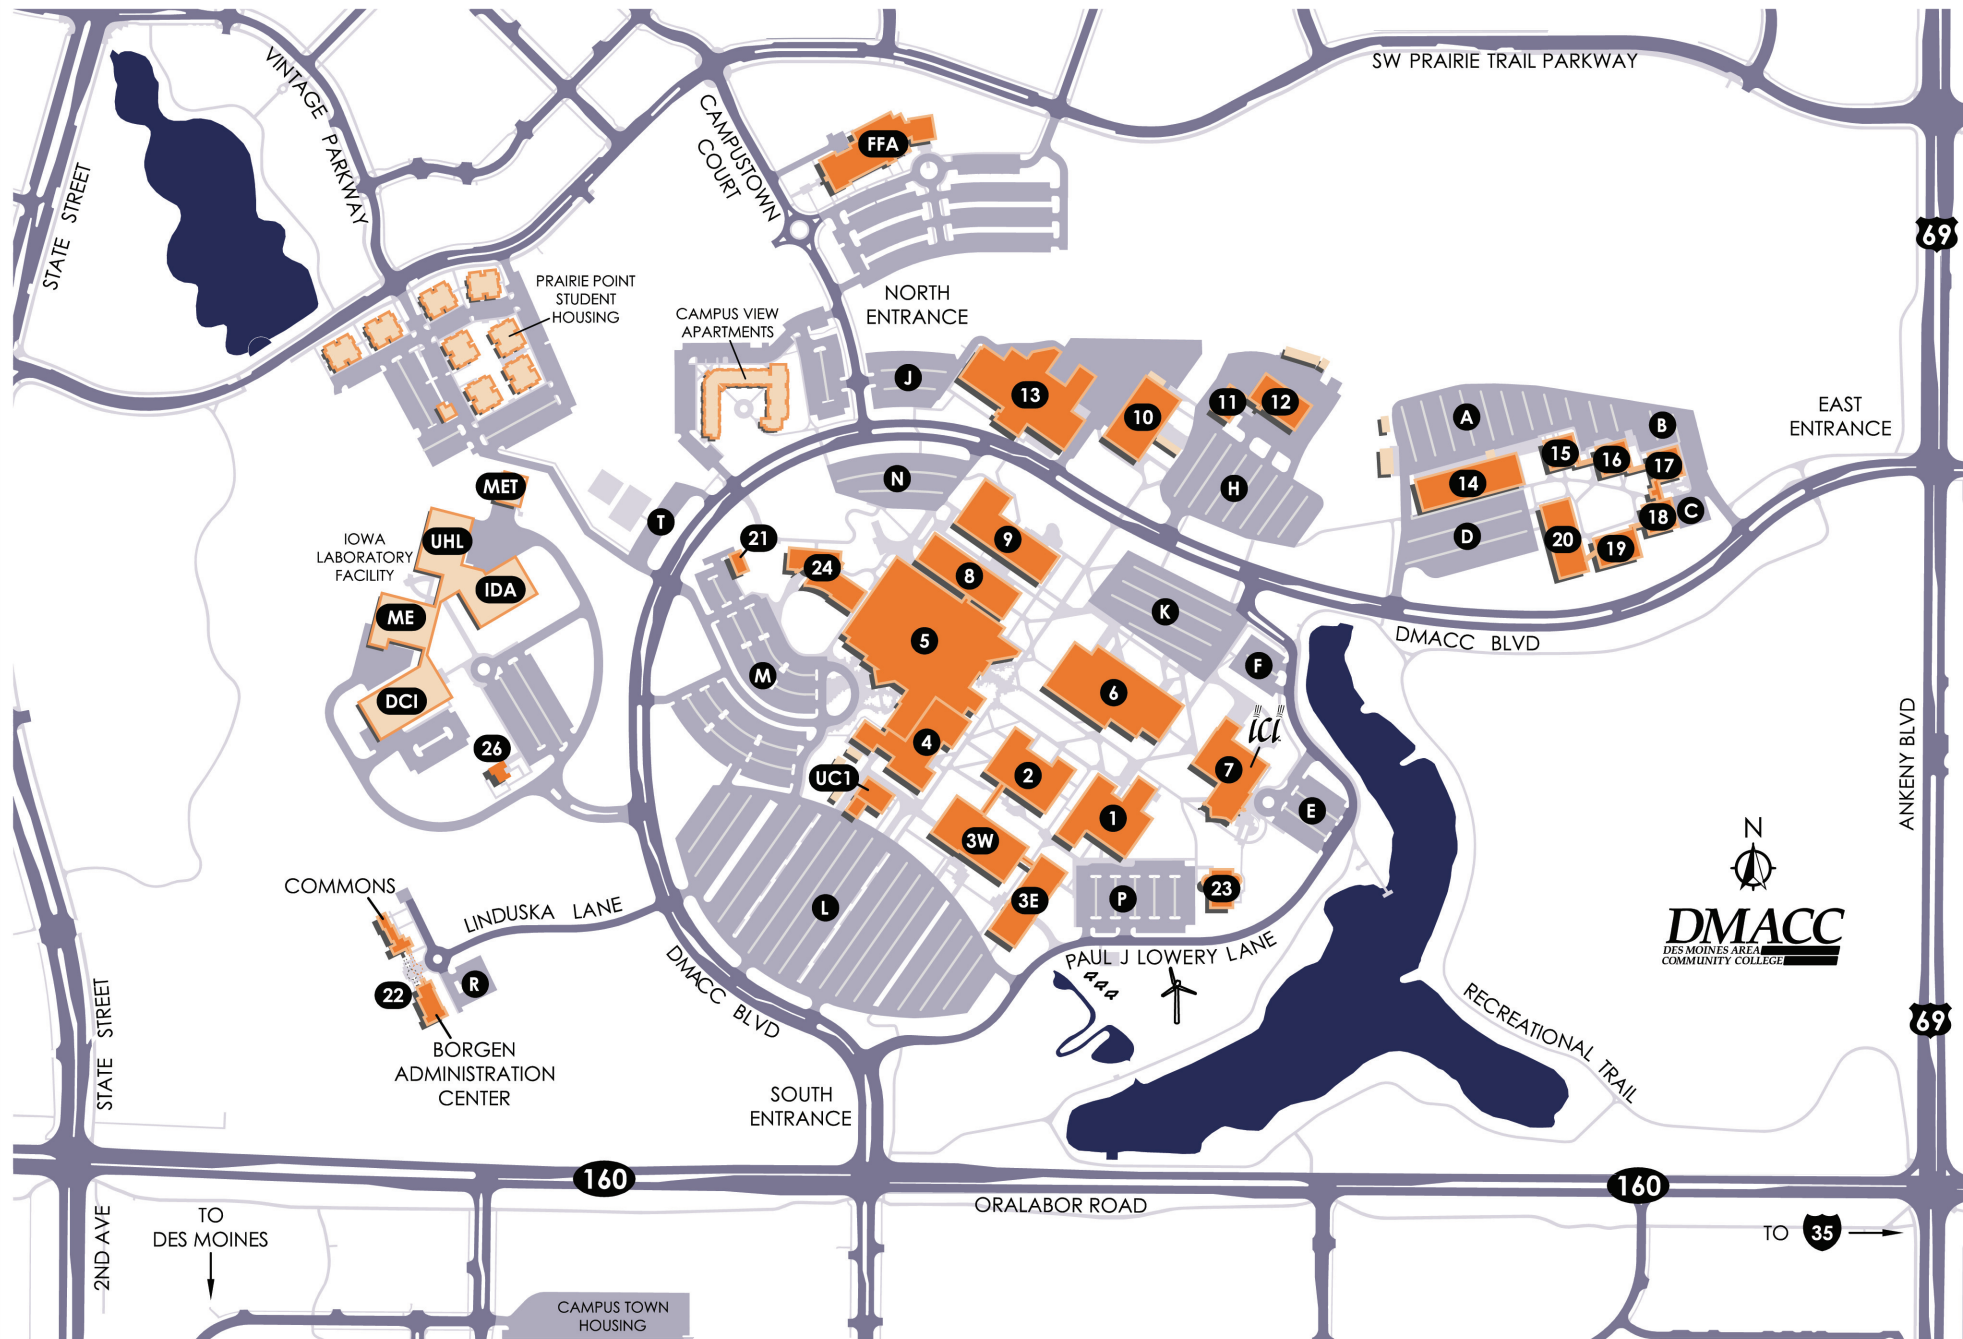 SW PRAIRIE TRAIL PARKWAY
VINTAGE PARKWAY
CAMPUSTOWN
COURT
FFA
STATE STREET
69
PRAIRIE POINT
STUDENT
HOUSING
CAMPUS VIEW
APARTMENTS
NORTH
ENTRANCE
J
13
10
11
12
A
B
EAST
ENTRANCE
15
16
17
14
18
C
D
20
19
H
N
T
MET
UHL
IOWA
LABORATORY
FACILITY
IDA
ME
DCI
26
21
24
9
8
5
K
F
DMACC BLVD
M
6
ICI
7
4
2
UC1
1
E
3W
3E
P
23
L
ANKENY BLVD
N
DMACC
DES MOINES AREA
COMMUNITY COLLEGE
COMMONS
LINDUSKA LANE
R
22
BORGEN
ADMINISTRATION
CENTER
DMACC BLVD
PAUL J LOWERY LANE
RECREATIONAL TRAIL
69
STATE STREET
SOUTH
ENTRANCE
160
160
ORALABOR ROAD
2ND AVE
TO
DES MOINES
TO 35
CAMPUS TOWN
HOUSING